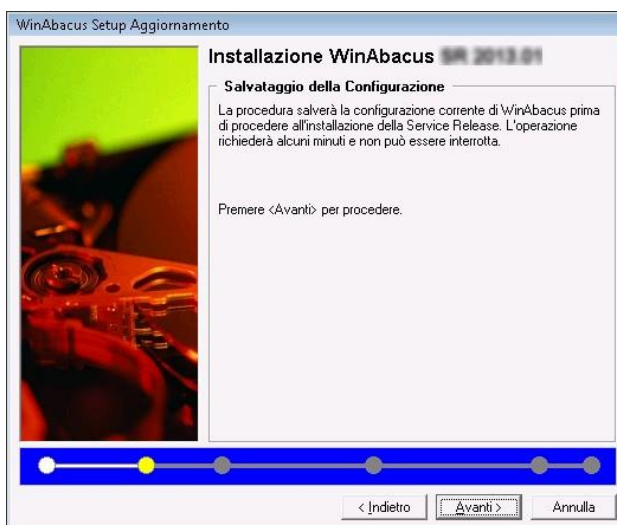 WinAbacus Setup Aggiornamento
Installazione WinAbacus
Salvataggio della Configurazione
La procedura salverà la configurazione corrente di WinAbacus prima
di procedere all'installazione della Service Release. L'operazione
richiederà alcuni minuti e non può essere interrotta.
Premere <Avanti> per procedere.
< Indietro
Avanti >
Annulla